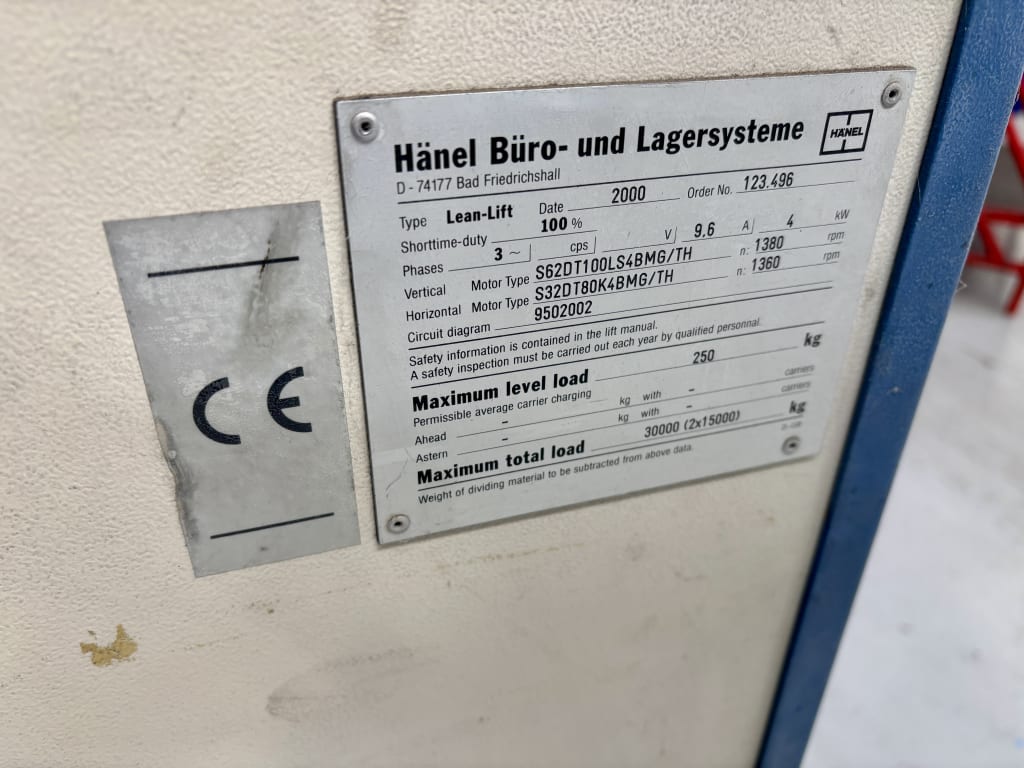 Hänel Büro- und Lagersysteme
HÄNEL
D - 74177 Bad Friedrichshall
Type Lean-Lift Date 2000 Order No. 123.496
Shorttime-duty 100 %
Phases 3 ~ cps V 9.6 A 4 kW
Vertical Motor Type S62DT100LS4BMG/TH n: 1380 rpm
Horizontal Motor Type S32DT80K4BMG/TH n: 1360 rpm
Circuit diagram 9502002
Safety information is contained in the lift manual.
A safety inspection must be carried out each year by qualified personnal.
Maximum level load 250 kg
Permissible average carrier charging
Ahead - kg with - carriers
Astern - kg with - carriers
Maximum total load 30000 (2x15000) kg
Weight of dividing material to be subtracted from above data.
CE